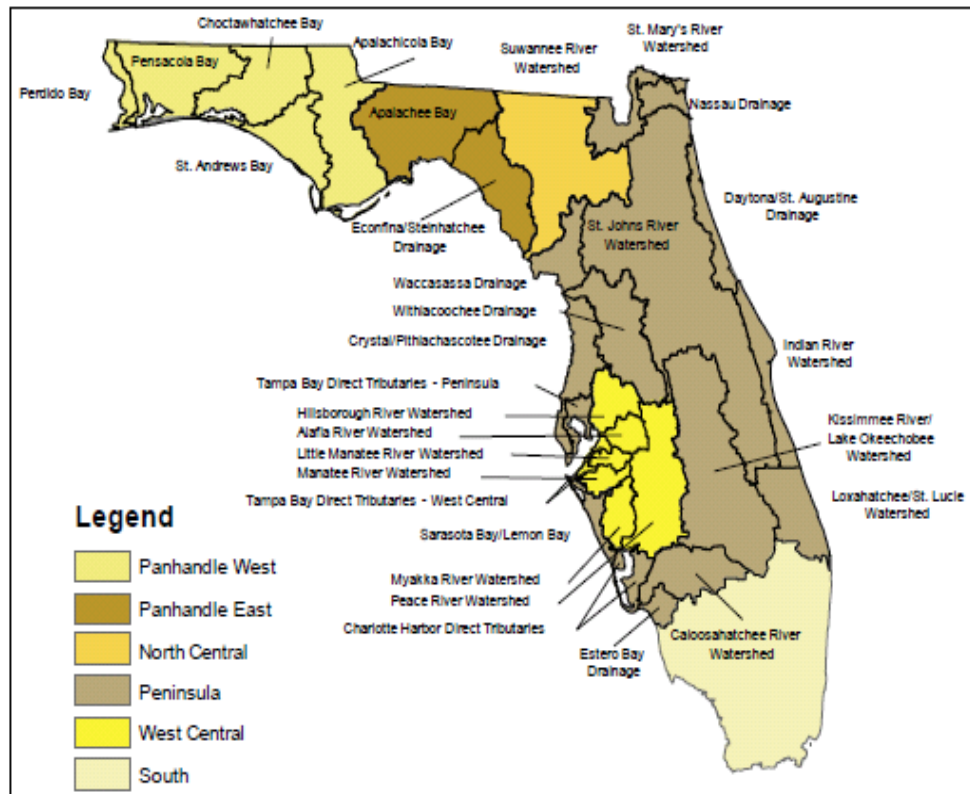 Choctawhatchee Bay
Apalachicola Bay
Suwannee River
Watershed
St. Mary's River
Watershed
Pensacola Bay
Perdido Bay
Nassau Drainage
Apalachee Bay
St. Andrews Bay
Daytona/St. Augustine
Drainage
Econfina/Steinhatchee
Drainage
St. Johns River
Watershed
Waccasassa Drainage
Withlacoochee Drainage
Crystal/Pithlachascotee Drainage
Indian River
Watershed
Tampa Bay Direct Tributaries - Peninsula
Hillsborough River Watershed
Alafia River Watershed
Little Manatee River Watershed
Manatee River Watershed
Tampa Bay Direct Tributaries - West Central
Kissimmee River/
Lake Okeechobee
Watershed
Loxahatchee/St. Lucie
Watershed
Sarasota Bay/Lemon Bay
Myakka River Watershed
Peace River Watershed
Charlotte Harbor Direct Tributaries
Estero Bay
Drainage
Caloosahatchee River
Watershed
Legend
Panhandle West
Panhandle East
North Central
Peninsula
West Central
South